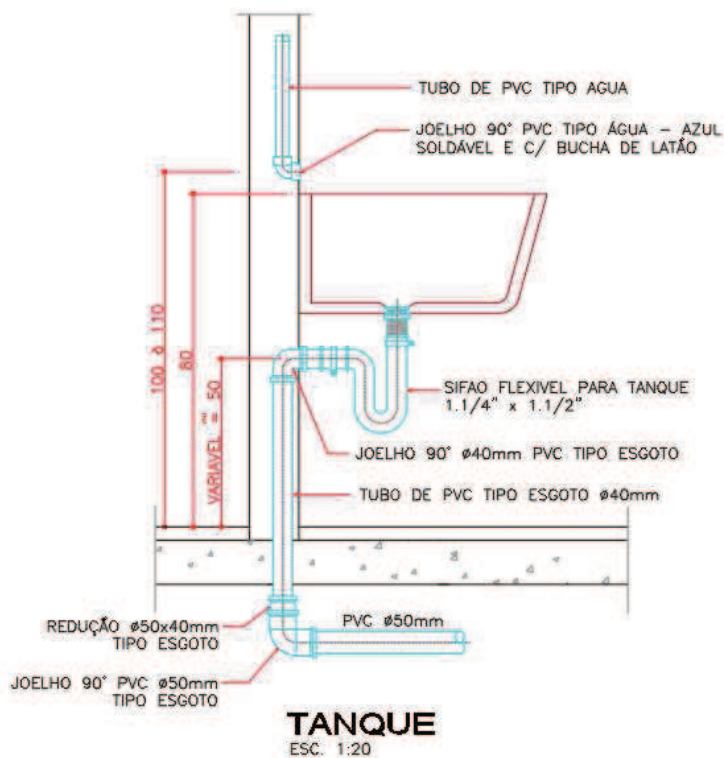 TUBO DE PVC TIPO AGUA
JOELHO 90° PVC TIPO ÁGUA – AZUL
SOLDÁVEL E C/ BUCHA DE LATÃO
100 a 110
80
VARIAVEL = 50
SIFAO FLEXIVEL PARA TANQUE
1.1/4" x 1.1/2"
JOELHO 90° ø40mm PVC TIPO ESGOTO
TUBO DE PVC TIPO ESGOTO ø40mm
REDUÇÃO ø50x40mm
TIPO ESGOTO
PVC ø50mm
JOELHO 90° PVC ø50mm
TIPO ESGOTO
TANQUE
ESC. 1:20